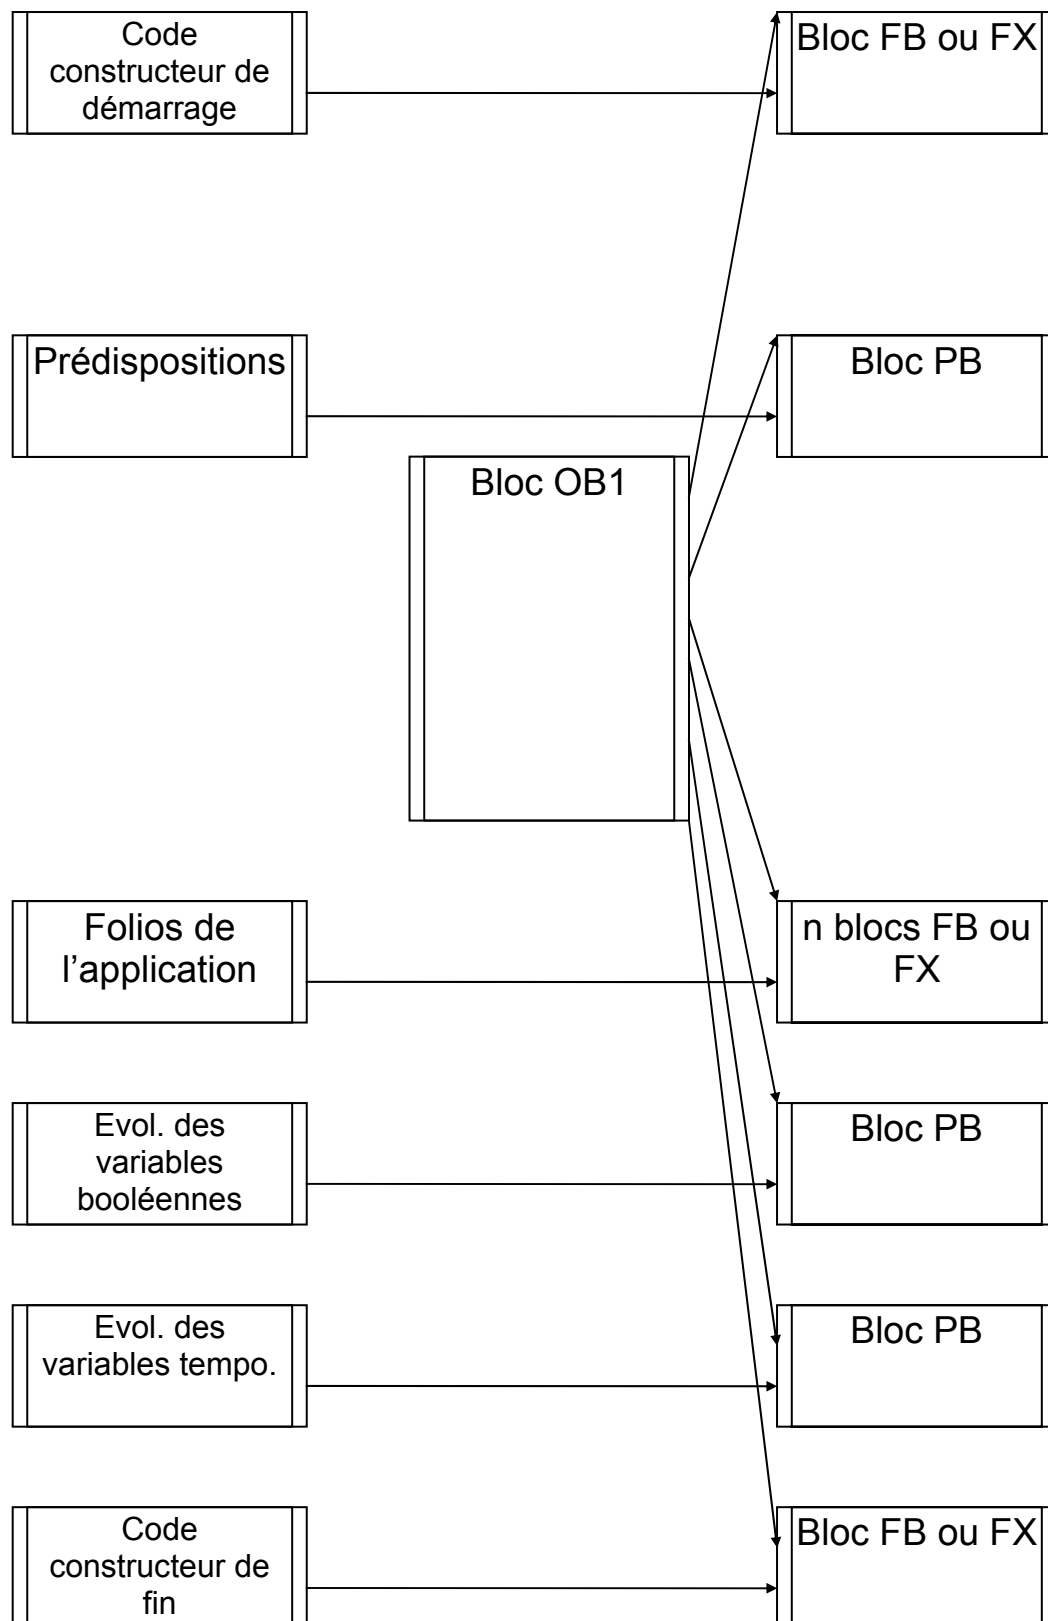 Code
constructeur de
démarrage
Bloc FB ou FX
Prédispositions
Bloc PB
Bloc OB1
Folios de
l’application
n blocs FB ou
FX
Evol. des
variables
booléennes
Bloc PB
Evol. des
variables tempo.
Bloc PB
Code
constructeur de
fin
Bloc FB ou FX